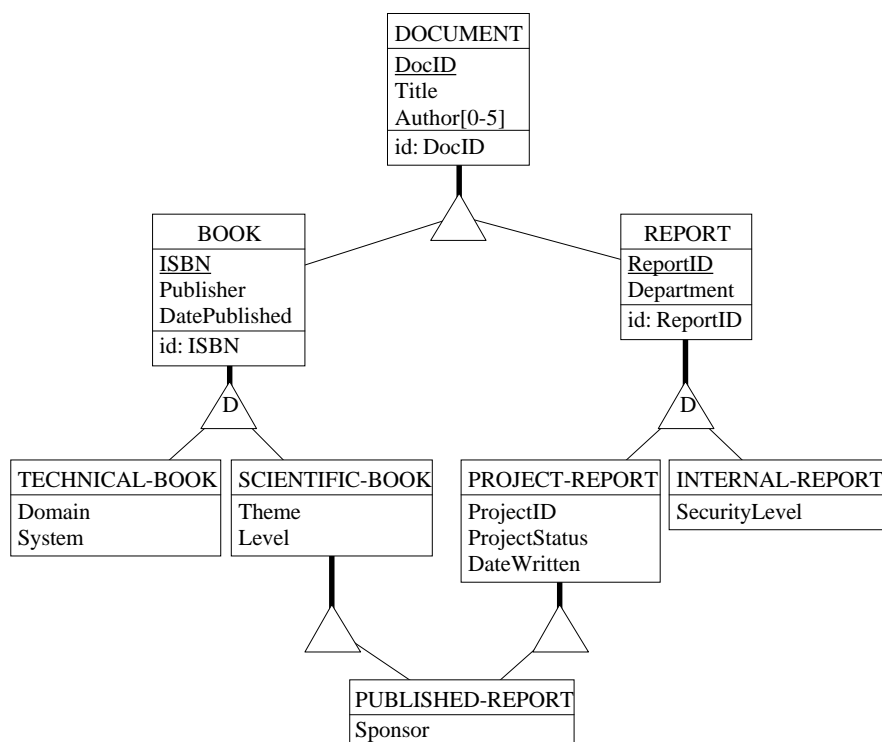 DOCUMENT
DocID
Title
Author[0-5]
id: DocID
BOOK
ISBN
Publisher
DatePublished
id: ISBN
REPORT
ReportID
Department
id: ReportID
D
D
TECHNICAL-BOOK
Domain
System
SCIENTIFIC-BOOK
Theme
Level
PROJECT-REPORT
ProjectID
ProjectStatus
DateWritten
INTERNAL-REPORT
SecurityLevel
PUBLISHED-REPORT
Sponsor